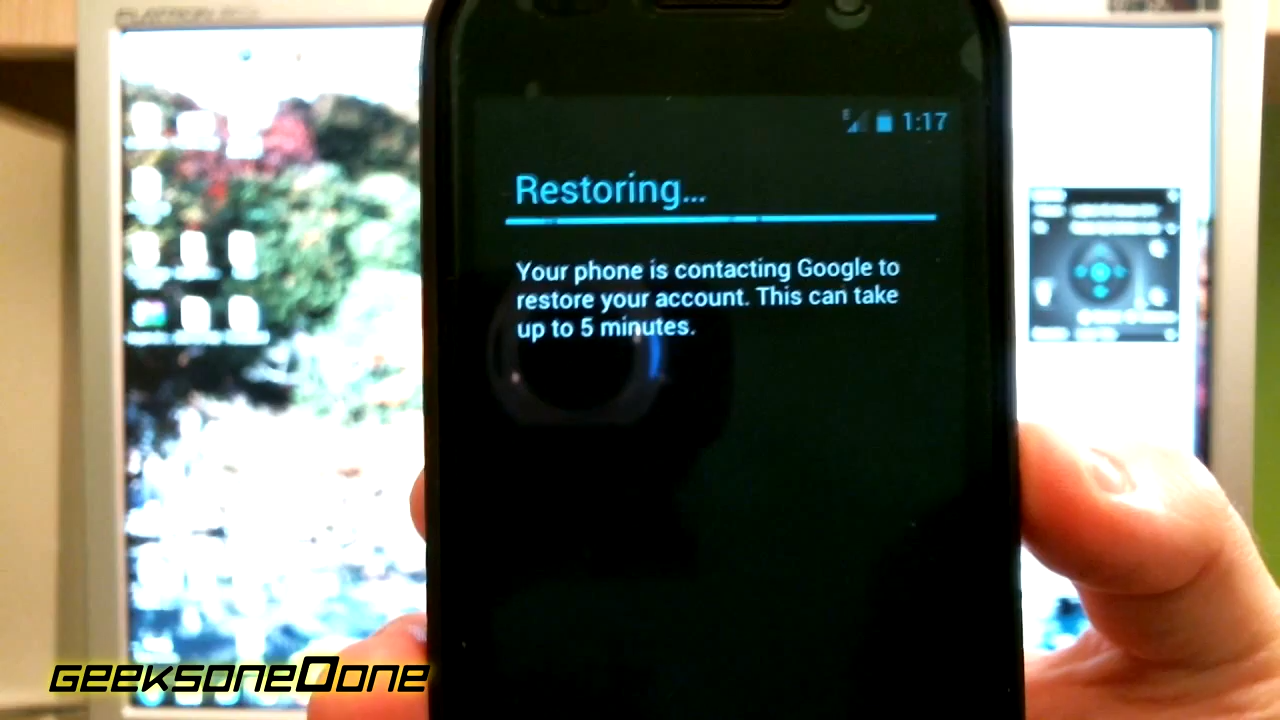 1:17
Restoring...
Your phone is contacting Google to
restore your account. This can take
up to 5 minutes.
geeksoneDone